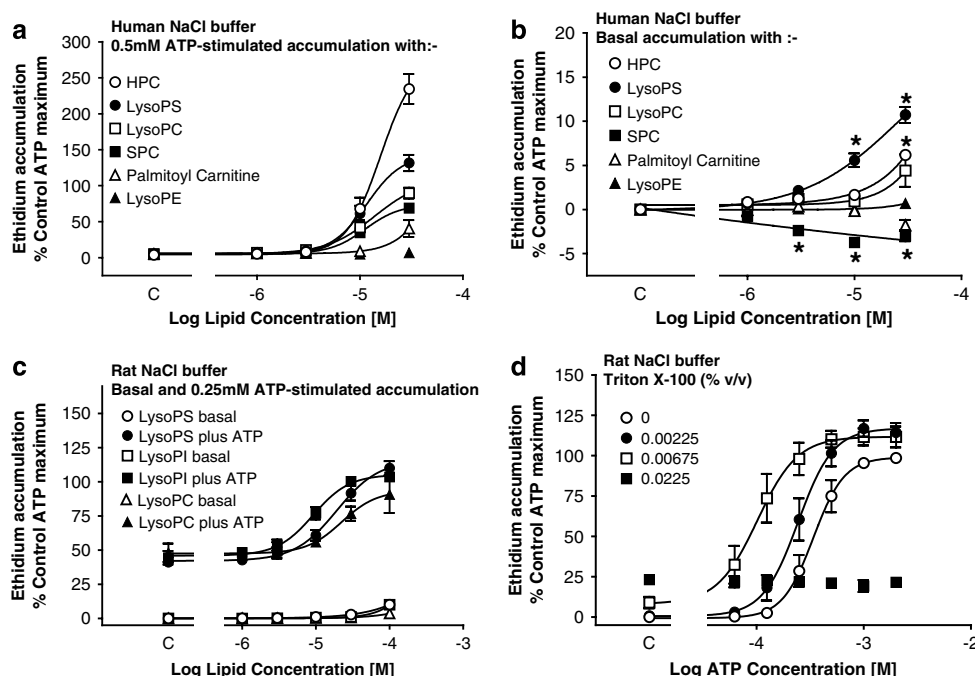 a
Human NaCl buffer
0.5mM ATP-stimulated accumulation with:-
300
250
200
150
100
50
0
HPC
LysoPS
LysoPC
SPC
Palmitoyl Carnitine
LysoPE
Ethidium accumulation
% Control ATP maximum
C
-6
-5
-4
Log Lipid Concentration [M]
b
Human NaCl buffer
Basal accumulation with :-
20
15
10
5
0
-5
HPC
LysoPS
LysoPC
SPC
Palmitoyl Carnitine
LysoPE
*
*
*
*
*
*
Ethidium accumulation
% Control ATP maximum
C
-6
-5
-4
Log Lipid Concentration [M]
c
Rat NaCl buffer
Basal and 0.25mM ATP-stimulated accumulation
150
125
100
75
50
25
0
LysoPS basal
LysoPS plus ATP
LysoPI basal
LysoPI plus ATP
LysoPC basal
LysoPC plus ATP
Ethidium accumulation
% Control ATP maximum
C
-6
-5
-4
-3
Log Lipid Concentration [M]
d
Rat NaCl buffer
Triton X-100 (% v/v)
150
125
100
75
50
25
0
0
0.00225
0.00675
0.0225
Ethidium accumulation
% Control ATP maximum
C
-4
-3
-2
Log ATP Concentration [M]